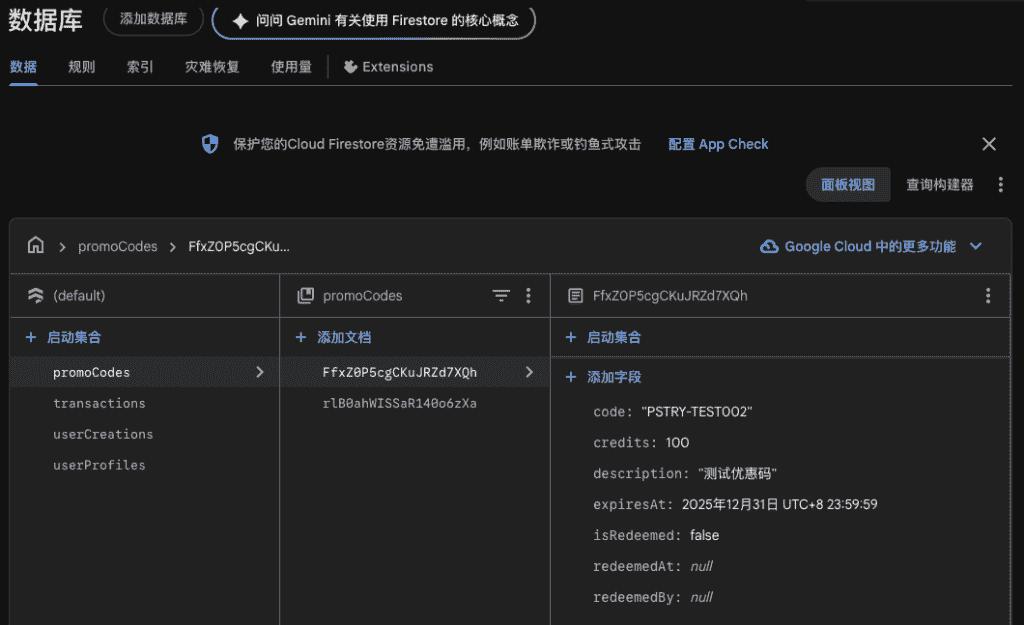 数据库
添加数据库
问问 Gemini 有关使用 Firestore 的核心概念
数据
规则
索引
灾难恢复
使用量
Extensions
保护您的Cloud Firestore资源免遭滥用，例如账单欺诈或钓鱼式攻击
配置 App Check
面板视图
查询构建器
promoCodes
FfxZ0P5cgCKu...
Google Cloud 中的更多功能
(default)
promoCodes
FfxZ0P5cgCKuJRZd7XQh
启动集合
添加文档
启动集合
promoCodes
transactions
userCreations
userProfiles
FfxZ0P5cgCKuJRZd7XQh
rlB0ahWISSaR140o6zXa
添加字段
code: "PSTRY-TEST002"
credits: 100
description: "测试优惠码"
expiresAt: 2025年12月31日 UTC+8 23:59:59
isRedeemed: false
redeemedAt: null
redeemedBy: null